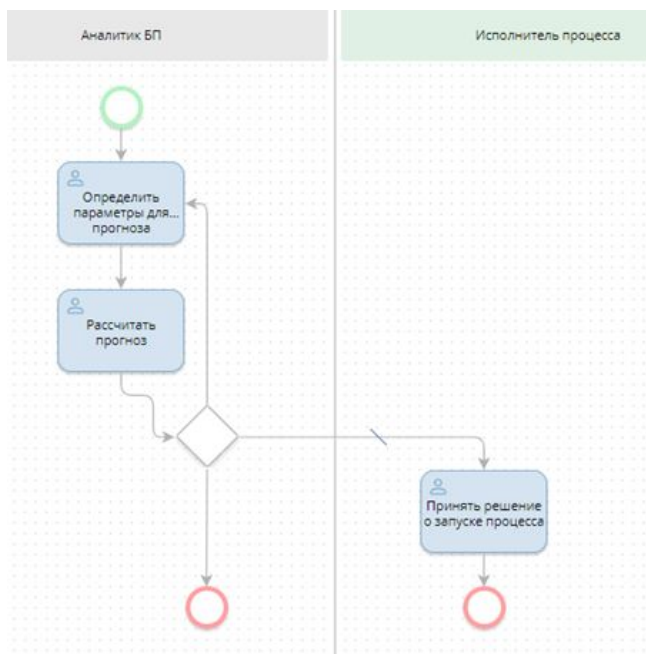 Аналитик БП
Исполнитель процесса
Определить
параметры для...
прогноза
Рассчитать
прогноз
Принять решение
о запуске процесса